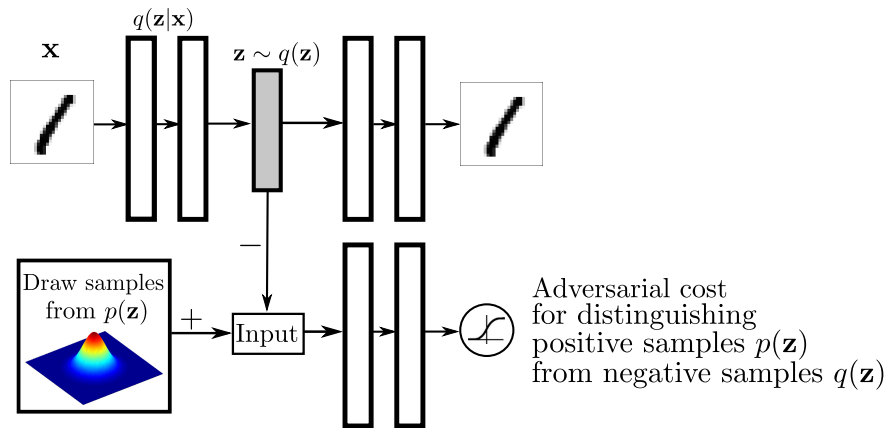 q(z|x)
x
z ∼ q(z)
−
Draw samples
from p(z)
+
Input
Adversarial cost
for distinguishing
positive samples p(z)
from negative samples q(z)